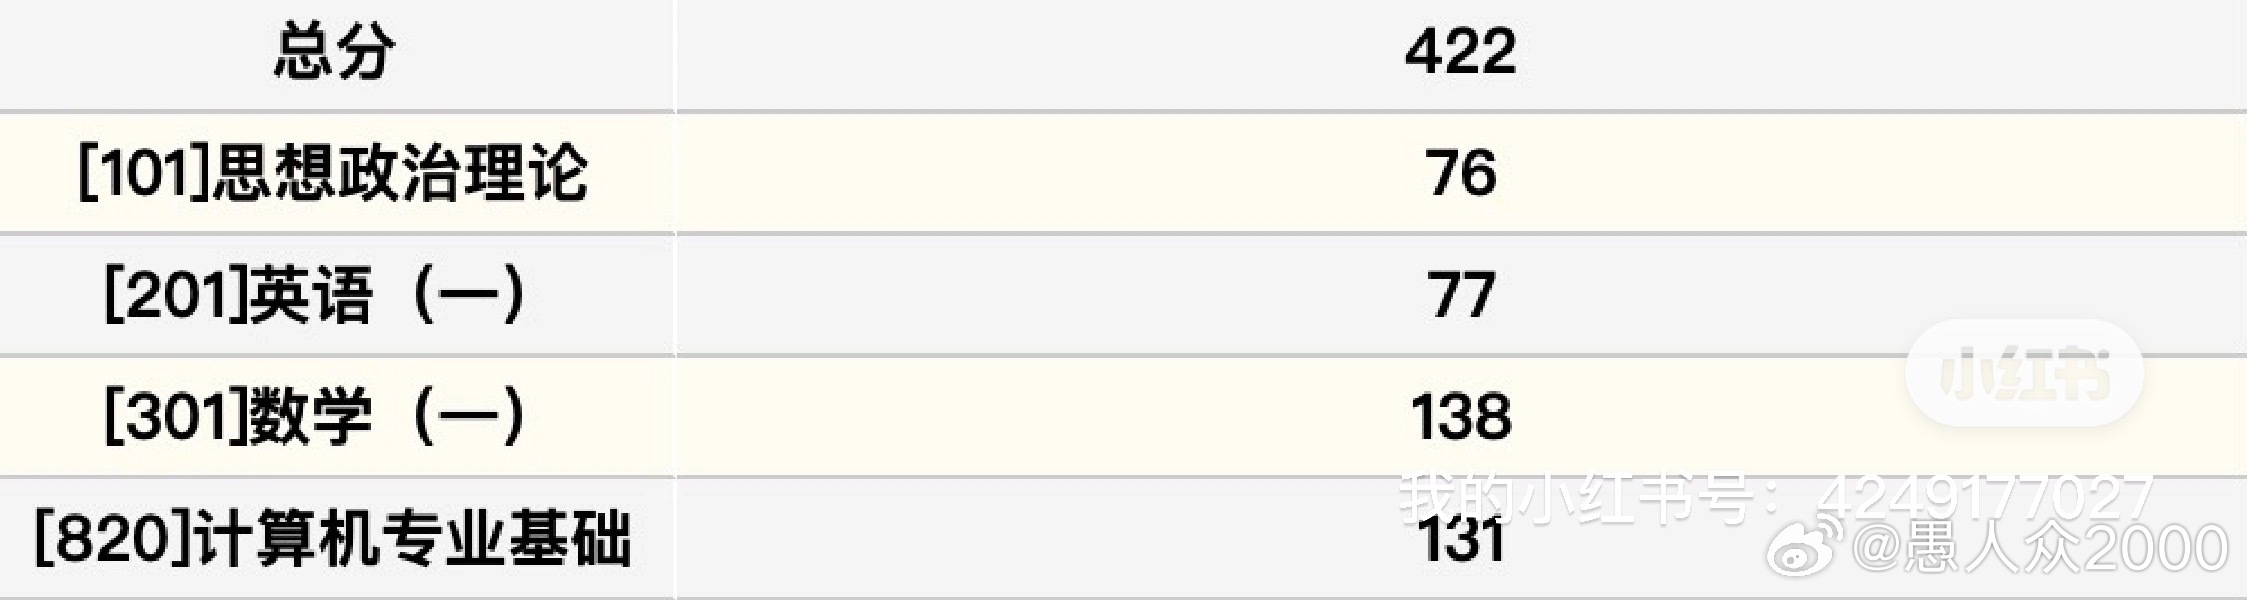 总分 422
[101]思想政治理论 76
[201]英语（一） 77
小红书
[301]数学（一） 138
我的小红书号：4249177027
[820]计算机专业基础 131
@愚人众2000